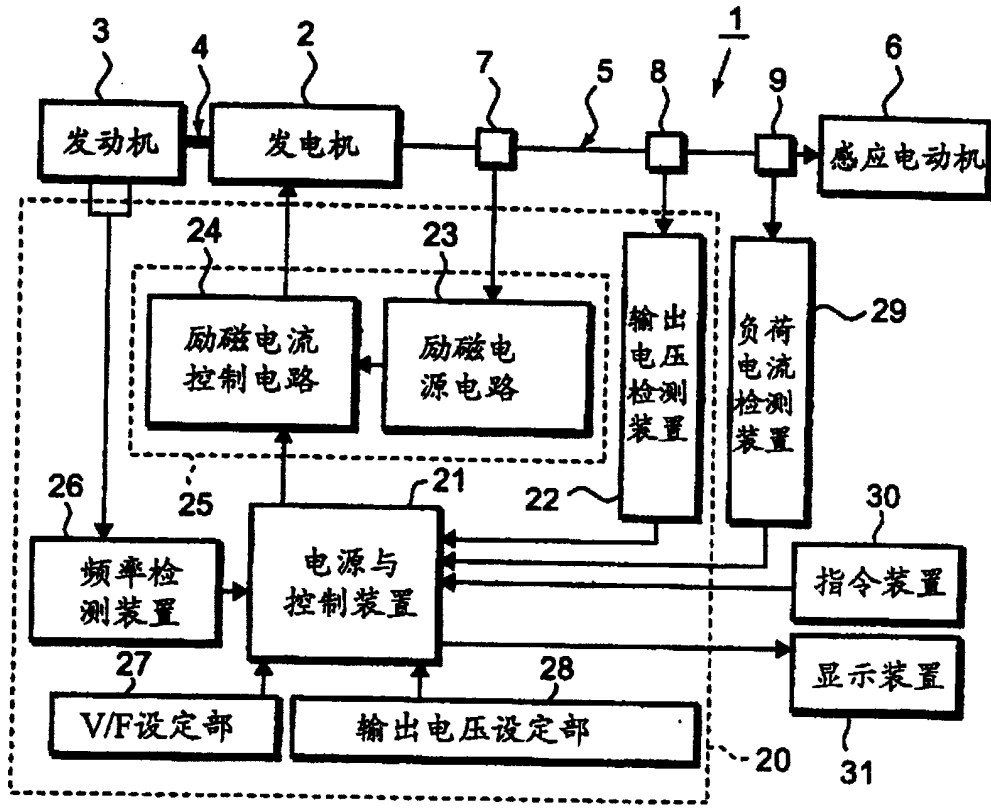 1
3
4
2
7
5
8
9
6
发动机
发电机
感应电动机
24
23
励磁电流
控制电路
励磁电
源电路
输出
电压
检测
装置
负荷
电流
检测
装置
29
25
26
21
22
30
频率检
测装置
电源与
控制装置
指令装置
27
28
显示装置
V/F设定部
输出电压设定部
20
31